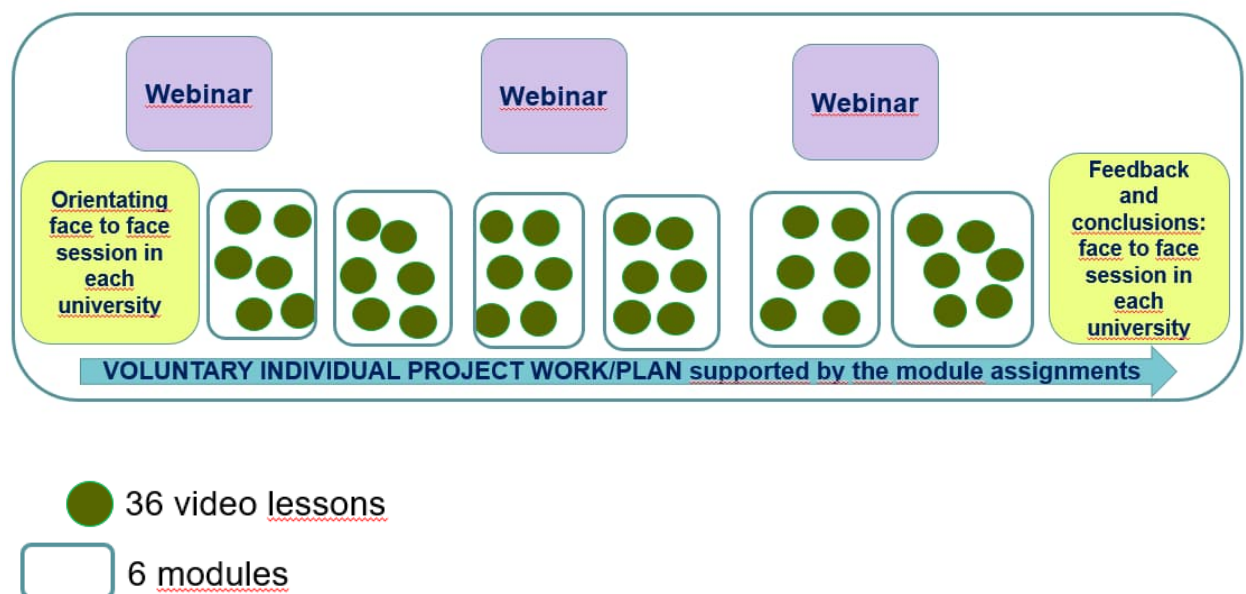 Webinar
Webinar
Webinar
Orientating
face to face
session in
each
university
Feedback
and
conclusions:
face to face
session in
each
university
VOLUNTARY INDIVIDUAL PROJECT WORK/PLAN supported by the module assignments
36 video lessons
6 modules